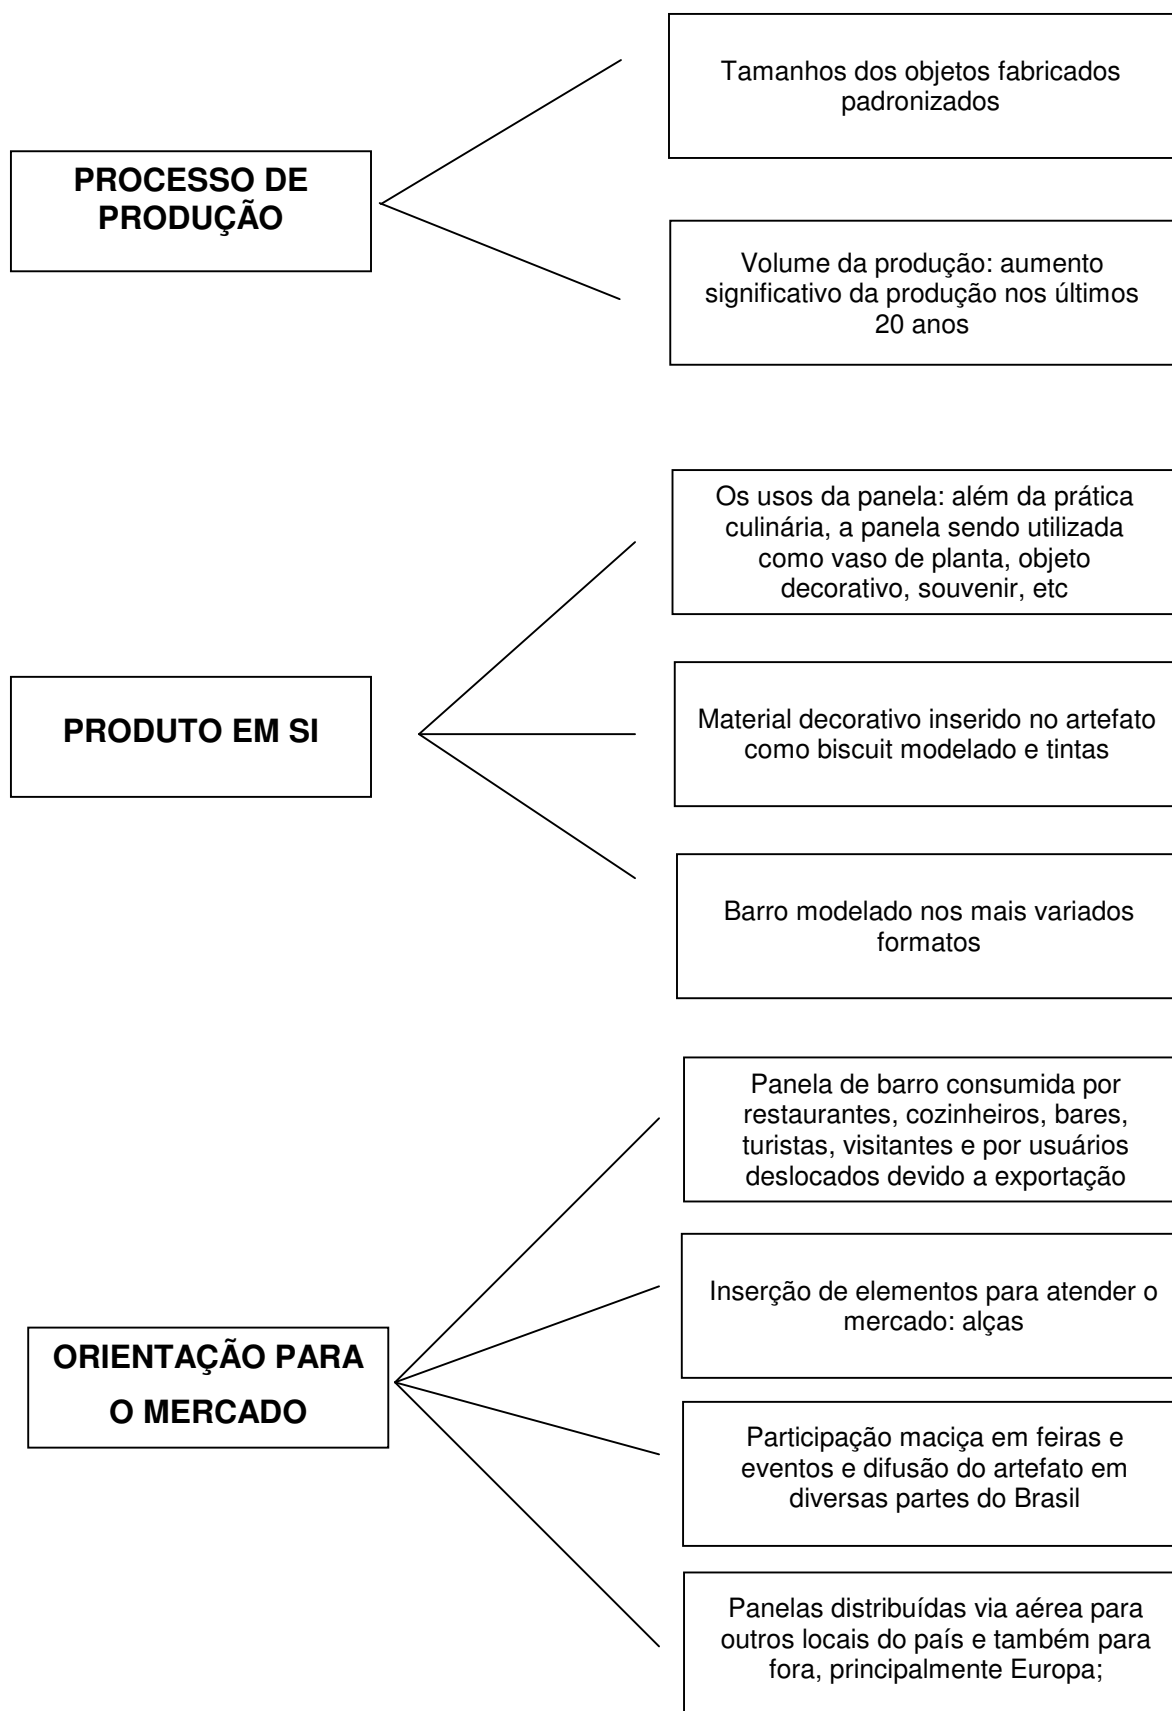 Tamanhos dos objetos fabricados
padronizados
PROCESSO DE
PRODUÇÃO
Volume da produção: aumento
significativo da produção nos últimos
20 anos
Os usos da panela: além da prática
culinária, a panela sendo utilizada
como vaso de planta, objeto
decorativo, souvenir, etc
PRODUTO EM SI
Material decorativo inserido no artefato
como biscuit modelado e tintas
Barro modelado nos mais variados
formatos
Panela de barro consumida por
restaurantes, cozinheiros, bares,
turistas, visitantes e por usuários
deslocados devido a exportação
Inserção de elementos para atender o
mercado: alças
ORIENTAÇÃO PARA
O MERCADO
Participação maciça em feiras e
eventos e difusão do artefato em
diversas partes do Brasil
Panelas distribuídas via aérea para
outros locais do país e também para
fora, principalmente Europa;